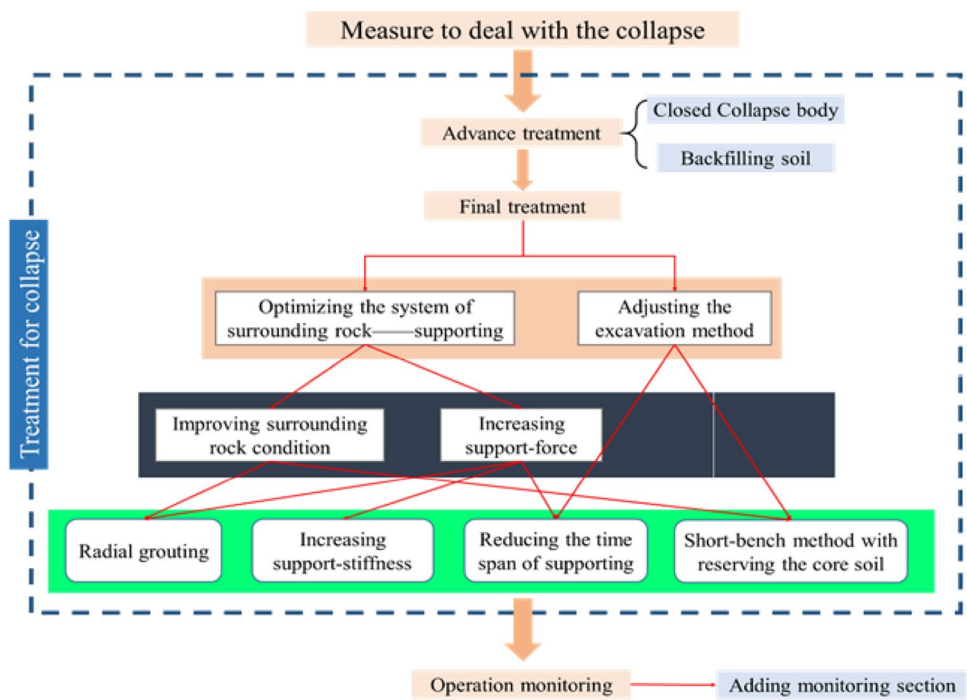 Measure to deal with the collapse
Closed Collapse body
Advance treatment
Backfilling soil
Final treatment
Treatment for collapse
Optimizing the system of
surrounding rock——supporting
Adjusting the
excavation method
Improving surrounding
rock condition
Increasing
support-force
Radial grouting
Increasing
support-stiffness
Reducing the time
span of supporting
Short-bench method with
reserving the core soil
Operation monitoring
Adding monitoring section